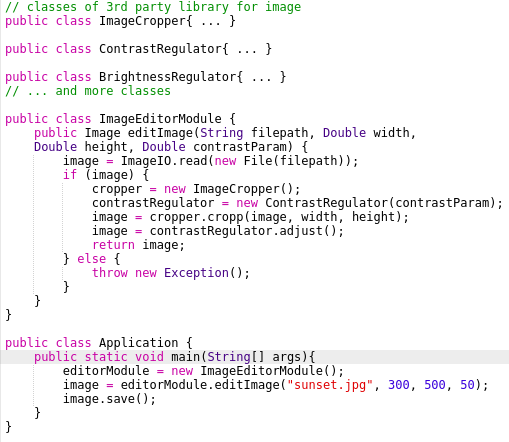 // classes of 3rd party library for image
public class ImageCropper{ ... }
public class ContrastRegulator{ ... }
public class BrightnessRegulator{ ... }
// ... and more classes
public class ImageEditorModule {
public Image editImage(String filepath, Double width,
Double height, Double contrastParam) {
image = ImageIO.read(new File(filepath));
if (image) {
cropper = new ImageCropper();
contrastRegulator = new ContrastRegulator(contrastParam);
image = cropper.cropp(image, width, height);
image = contrastRegulator.adjust();
return image;
} else {
throw new Exception();
}
}
}
public class Application {
public static void main(String[] args){
editorModule = new ImageEditorModule();
image = editorModule.editImage("sunset.jpg", 300, 500, 50);
image.save();
}
}